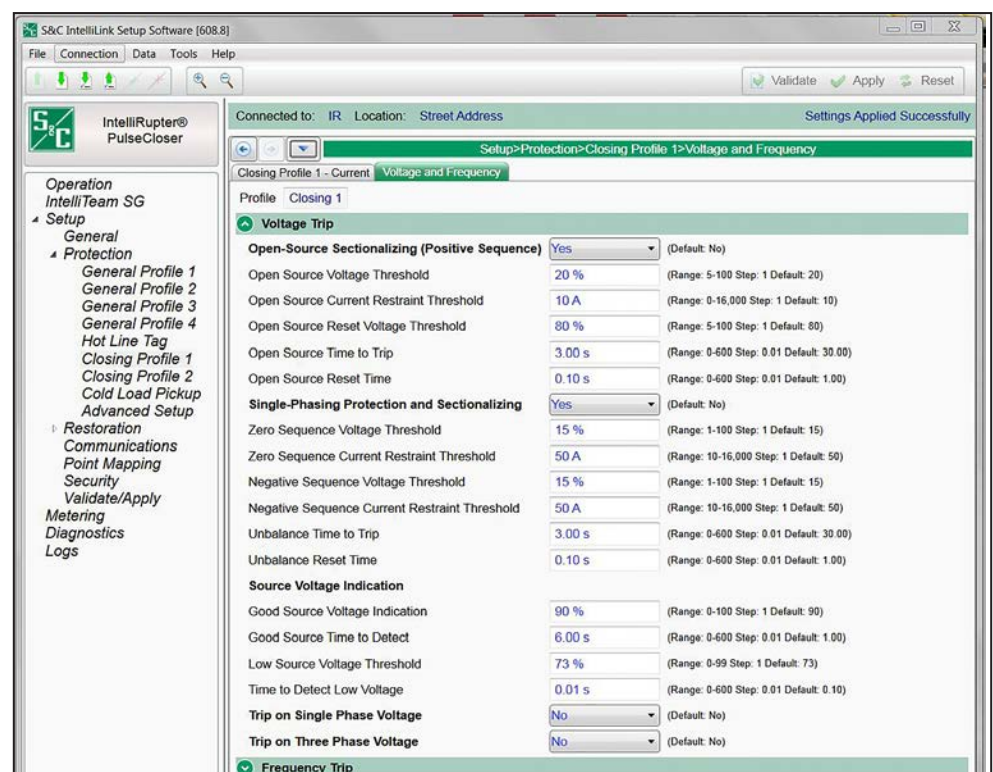 S&C IntelliLink Setup Software [608.8]
File Connection Data Tools Help
Validate Apply Reset
S&C
IntelliRupter®
PulseCloser
Connected to: IR Location: Street Address Settings Applied Successfully
Setup>Protection>Closing Profile 1>Voltage and Frequency
Closing Profile 1 - Current Voltage and Frequency
Profile Closing 1
Operation
IntelliTeam SG
Setup
General
Protection
General Profile 1
General Profile 2
General Profile 3
General Profile 4
Hot Line Tag
Closing Profile 1
Closing Profile 2
Cold Load Pickup
Advanced Setup
Restoration
Communications
Point Mapping
Security
Validate/Apply
Metering
Diagnostics
Logs
Voltage Trip
Open-Source Sectionalizing (Positive Sequence) Yes (Default: No)
Open Source Voltage Threshold 20 % (Range: 5-100 Step: 1 Default: 20)
Open Source Current Restraint Threshold 10 A (Range: 0-16,000 Step: 1 Default: 10)
Open Source Reset Voltage Threshold 80 % (Range: 5-100 Step: 1 Default: 80)
Open Source Time to Trip 3.00 s (Range: 0-600 Step: 0.01 Default: 30.00)
Open Source Reset Time 0.10 s (Range: 0-600 Step: 0.01 Default: 1.00)
Single-Phasing Protection and Sectionalizing Yes (Default: No)
Zero Sequence Voltage Threshold 15 % (Range: 1-100 Step: 1 Default: 15)
Zero Sequence Current Restraint Threshold 50 A (Range: 10-16,000 Step: 1 Default: 50)
Negative Sequence Voltage Threshold 15 % (Range: 1-100 Step: 1 Default: 15)
Negative Sequence Current Restraint Threshold 50 A (Range: 10-16,000 Step: 1 Default: 50)
Unbalance Time to Trip 3.00 s (Range: 0-600 Step: 0.01 Default: 30.00)
Unbalance Reset Time 0.10 s (Range: 0-600 Step: 0.01 Default: 1.00)
Source Voltage Indication
Good Source Voltage Indication 90 % (Range: 0-100 Step: 1 Default: 90)
Good Source Time to Detect 6.00 s (Range: 0-600 Step: 0.01 Default: 1.00)
Low Source Voltage Threshold 73 % (Range: 0-99 Step: 1 Default: 73)
Time to Detect Low Voltage 0.01 s (Range: 0-600 Step: 0.01 Default: 0.10)
Trip on Single Phase Voltage No (Default: No)
Trip on Three Phase Voltage No (Default: No)
Frequency Trip